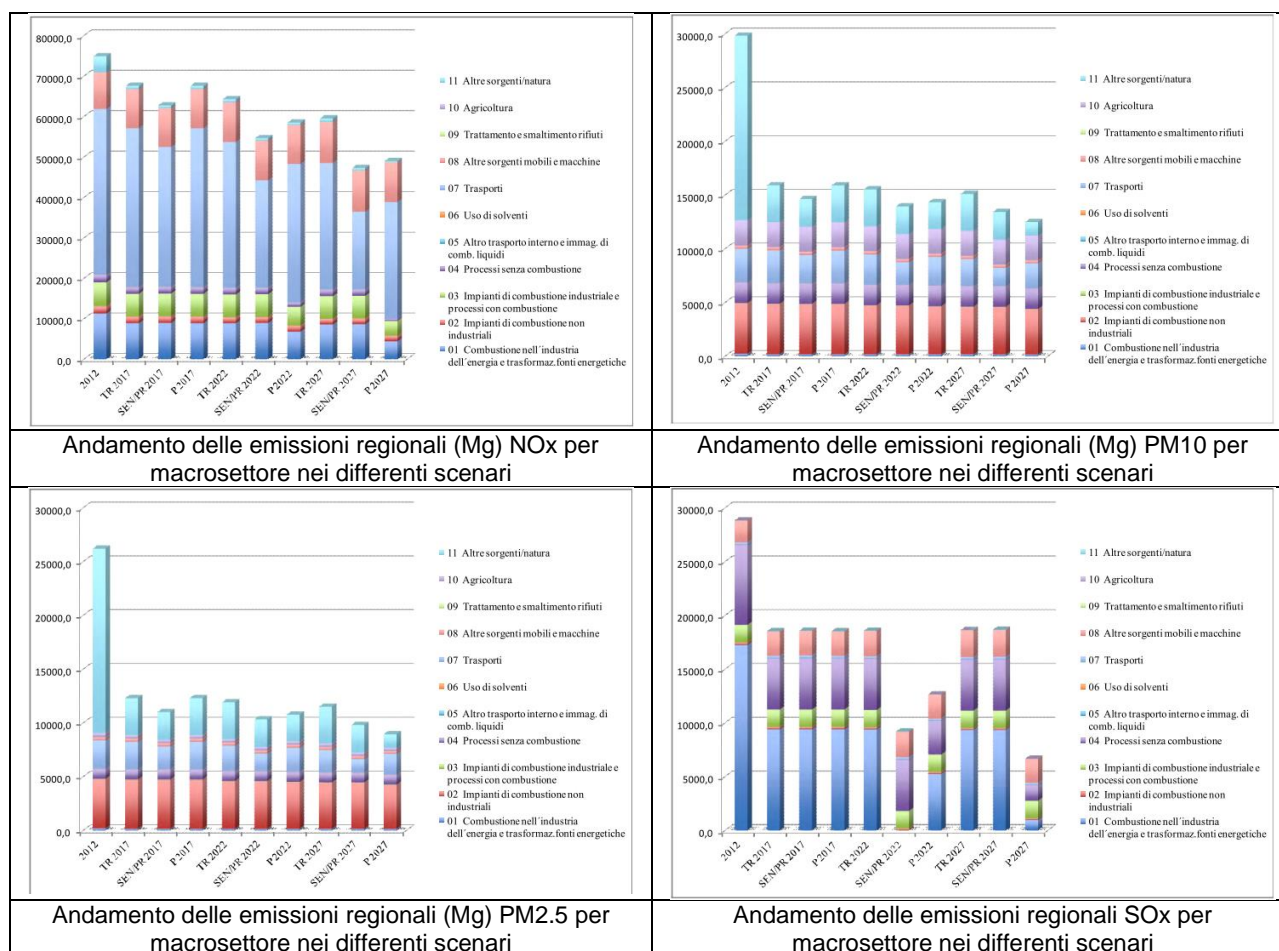 80000,0
70000,0
60000,0
50000,0
40000,0
30000,0
20000,0
10000,0
0,0
2012
TR 2017
SEN/PR 2017
P 2017
TR 2022
SEN/PR 2022
P 2022
TR 2027
SEN/PR 2027
P 2027
11 Altre sorgenti/natura
10 Agricoltura
09 Trattamento e smaltimento rifiuti
08 Altre sorgenti mobili e macchine
07 Trasporti
06 Uso di solventi
05 Altro trasporto interno e immag. di
comb. liquidi
04 Processi senza combustione
03 Impianti di combustione industriale e
processi con combustione
02 Impianti di combustione non
industriali
01 Combustione nell'industria
dell'energia e trasformaz.fonti energetiche
Andamento delle emissioni regionali (Mg) NOx per
macrosettore nei differenti scenari
30000,0
25000,0
20000,0
15000,0
10000,0
5000,0
0,0
2012
TR 2017
SEN/PR 2017
P 2017
TR 2022
SEN/PR 2022
P 2022
TR 2027
SEN/PR 2027
P 2027
11 Altre sorgenti/natura
10 Agricoltura
09 Trattamento e smaltimento rifiuti
08 Altre sorgenti mobili e macchine
07 Trasporti
06 Uso di solventi
05 Altro trasporto interno e immag. di
comb. liquidi
04 Processi senza combustione
03 Impianti di combustione industriale e
processi con combustione
02 Impianti di combustione non
industriali
01 Combustione nell'industria
dell'energia e trasformaz.fonti energetiche
Andamento delle emissioni regionali (Mg) PM10 per
macrosettore nei differenti scenari
30000,0
25000,0
20000,0
15000,0
10000,0
5000,0
0,0
2012
TR 2017
SEN/PR 2017
P 2017
TR 2022
SEN/PR 2022
P 2022
TR 2027
SEN/PR 2027
P 2027
11 Altre sorgenti/natura
10 Agricoltura
09 Trattamento e smaltimento rifiuti
08 Altre sorgenti mobili e macchine
07 Trasporti
06 Uso di solventi
05 Altro trasporto interno e immag. di
comb. liquidi
04 Processi senza combustione
03 Impianti di combustione industriale e
processi con combustione
02 Impianti di combustione non
industriali
01 Combustione nell'industria
dell'energia e trasformaz.fonti energetiche
Andamento delle emissioni regionali (Mg) PM2.5 per
macrosettore nei differenti scenari
30000,0
25000,0
20000,0
15000,0
10000,0
5000,0
0,0
2012
TR 2017
SEN/PR 2017
P 2017
TR 2022
SEN/PR 2022
P 2022
TR 2027
SEN/PR 2027
P 2027
11 Altre sorgenti/natura
10 Agricoltura
09 Trattamento e smaltimento rifiuti
08 Altre sorgenti mobili e macchine
07 Trasporti
06 Uso di solventi
05 Altro trasporto interno e immag. di
comb. liquidi
04 Processi senza combustione
03 Impianti di combustione industriale e
processi con combustione
02 Impianti di combustione non
industriali
01 Combustione nell'industria
dell'energia e trasformaz.fonti energetiche
Andamento delle emissioni regionali SOx per
macrosettore nei differenti scenari